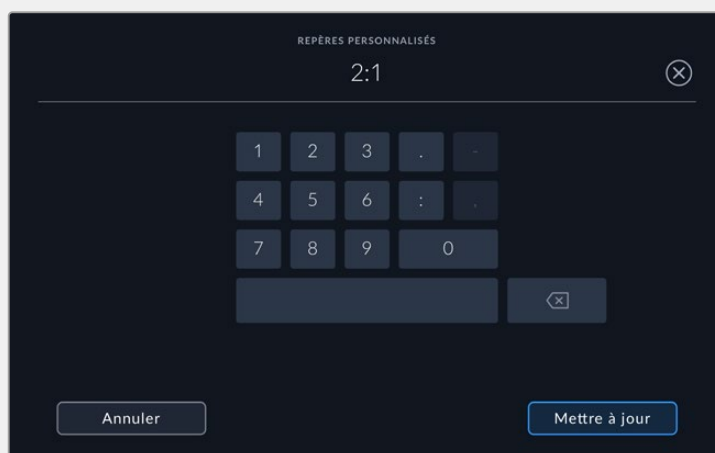 REPÈRES PERSONNALISÉS
2:1
1 2 3 . -
4 5 6 : ,
7 8 9 0
Annuler Mettre à jour